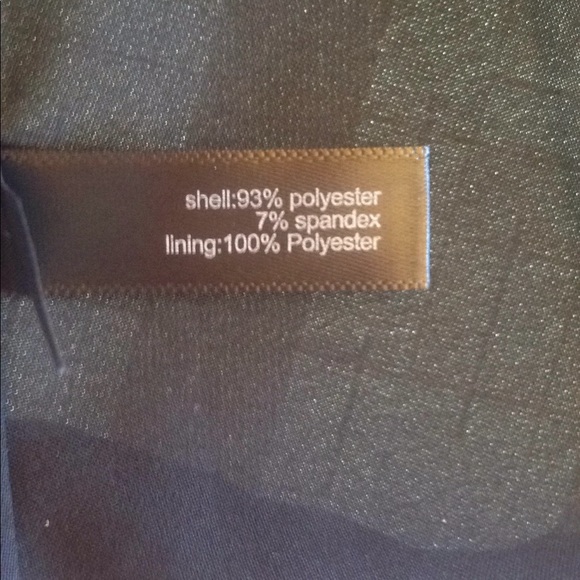 shell:93% polyester
7% spandex
lining:100% Polyester